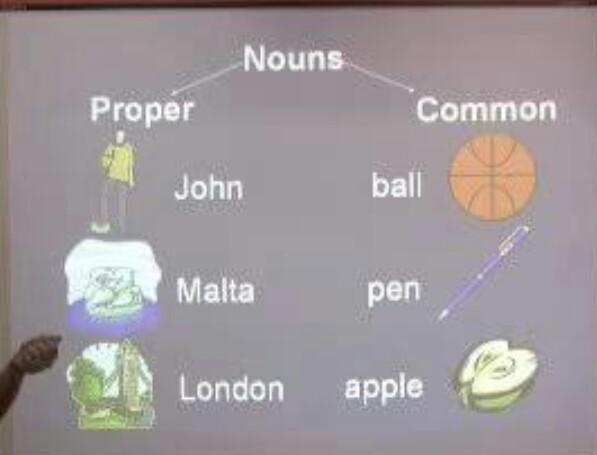 Nouns
Proper Common
John ball
Malta pen
London apple